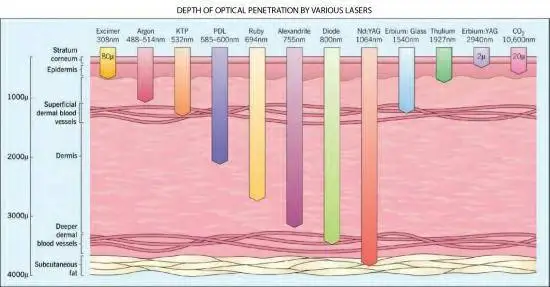 DEPTH OF OPTICAL PENETRATION BY VARIOUS LASERS
Excimer Argon KTP PDL Ruby Alexandrite Diode Nd:YAG Erbium: Glass Thullium Erbium:YAG CO2
308nm 488-514nm 532nm 585-600nm 694nm 755nm 800nm 1064nm 1540nm 1927nm 2940nm 10,600nm
Stratum
corneum
80μ 2μ 20μ
Epidermis
1000μ
Superficial
dermal blood
vessels
2000μ Dermis
3000μ
Deeper
dermal
blood vessels
Subcutaneous
fat
4000μ